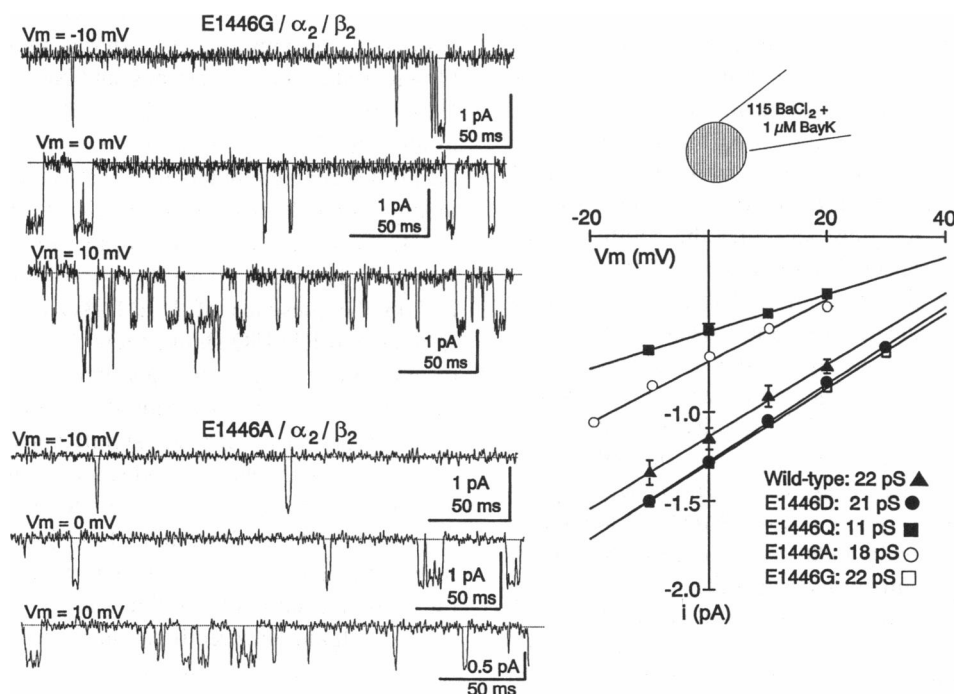 E1446G / α2 / β2
Vm = -10 mV
1 pA
50 ms
Vm = 0 mV
1 pA
50 ms
Vm = 10 mV
1 pA
50 ms
E1446A / α2 / β2
Vm = -10 mV
1 pA
50 ms
Vm = 0 mV
1 pA
50 ms
Vm = 10 mV
0.5 pA
50 ms
115 BaCl2 +
1 µM BayK
-20 20 40
Vm (mV)
-1.0
-1.5
-2.0
i (pA)
Wild-type: 22 pS ▲
E1446D: 21 pS ●
E1446Q: 11 pS ■
E1446A: 18 pS ○
E1446G: 22 pS □